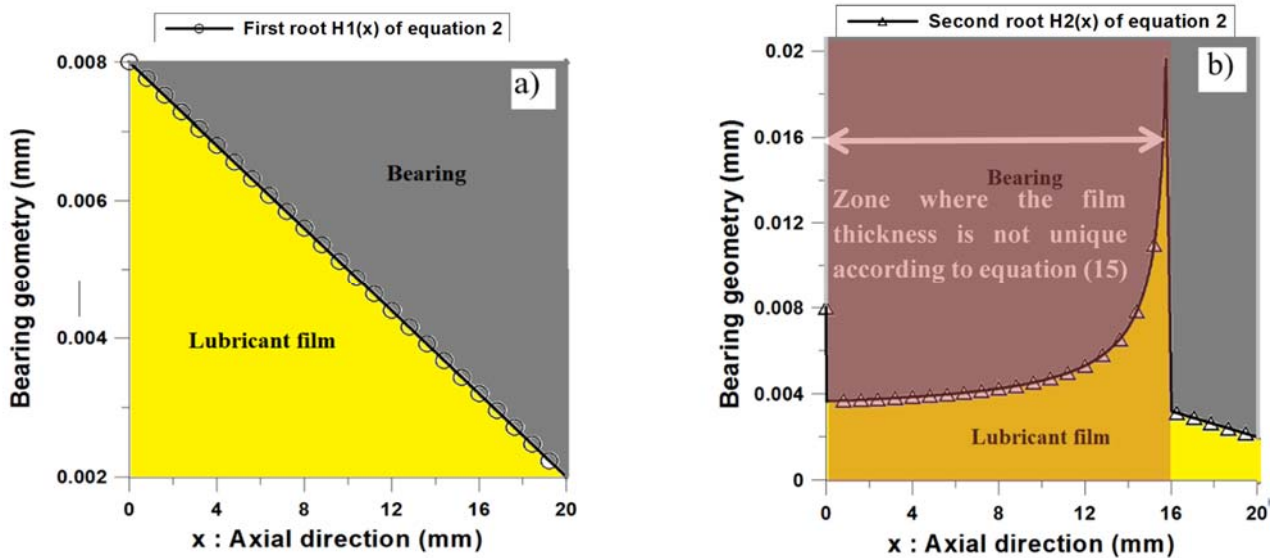 First root H1(x) of equation 2
a)
0.008
0.006
0.004
0.002
Bearing geometry (mm)
Bearing
Lubricant film
0 4 8 12 16 20
x : Axial direction (mm)
Second root H2(x) of equation 2
b)
0.02
0.016
0.012
0.008
0.004
0
Bearing geometry (mm)
Bearing
Zone where the film
thickness is not unique
according to equation (15)
Lubricant film
0 4 8 12 16 20
x : Axial direction (mm)